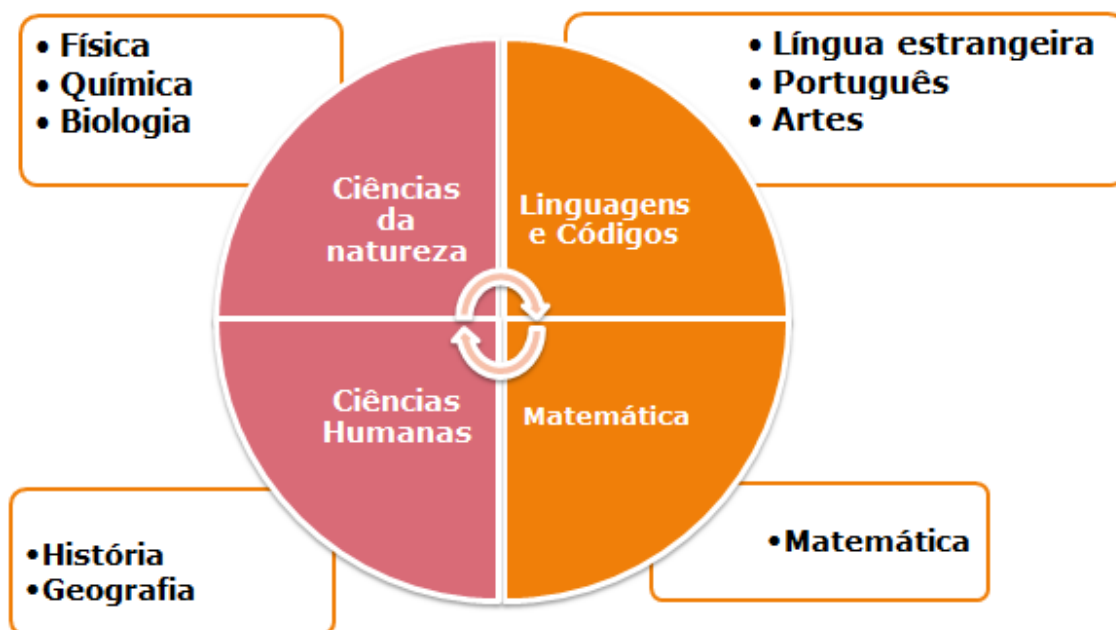 • Física
• Química
• Biologia
• Língua estrangeira
• Português
• Artes
Ciências
da
natureza
Linguagens
e Códigos
Ciências
Humanas
Matemática
•História
•Geografia
•Matemática